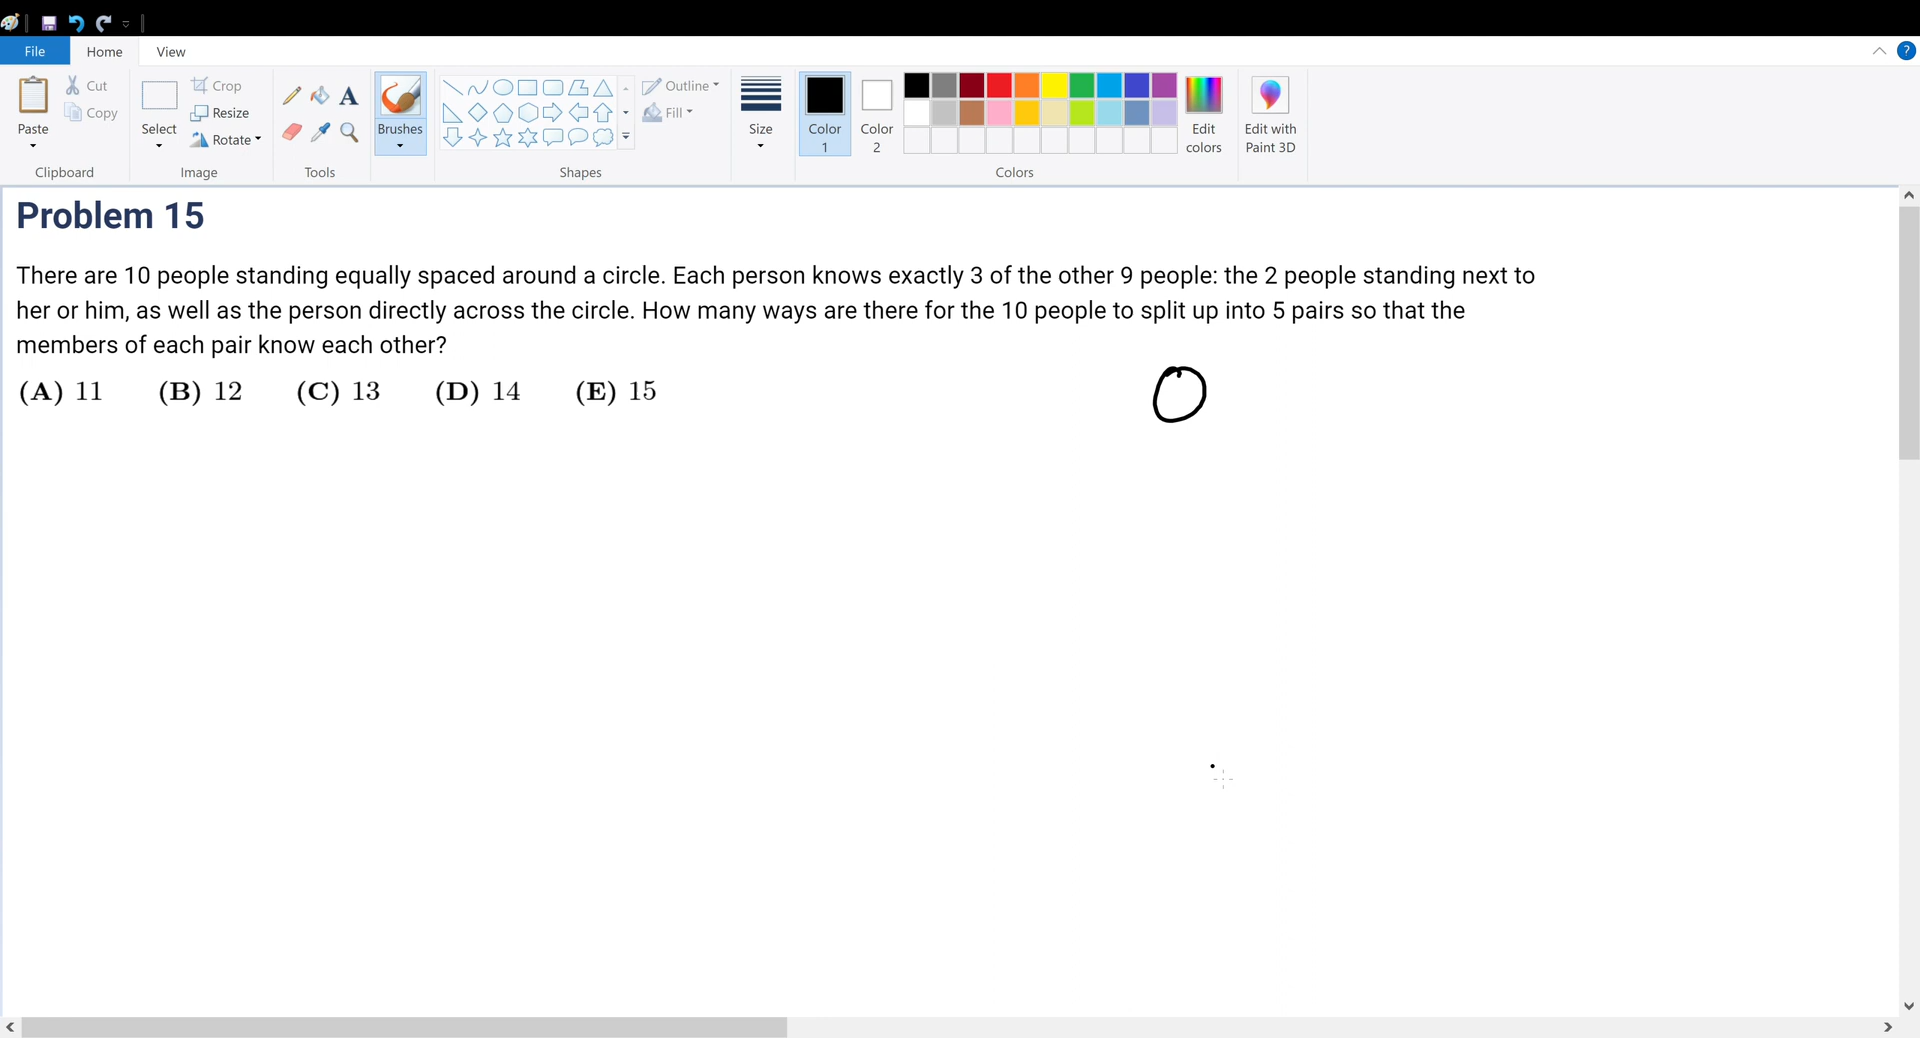 File Home View ?
Paste Cut Copy Clipboard
Select Crop Resize Rotate Image
A Tools
Brushes
Outline Fill Shapes
Size
Color 1 Color 2 Edit colors Colors
Edit with Paint 3D
Problem 15
There are 10 people standing equally spaced around a circle. Each person knows exactly 3 of the other 9 people: the 2 people standing next to
her or him, as well as the person directly across the circle. How many ways are there for the 10 people to split up into 5 pairs so that the
members of each pair know each other?
(A) 11 (B) 12 (C) 13 (D) 14 (E) 15